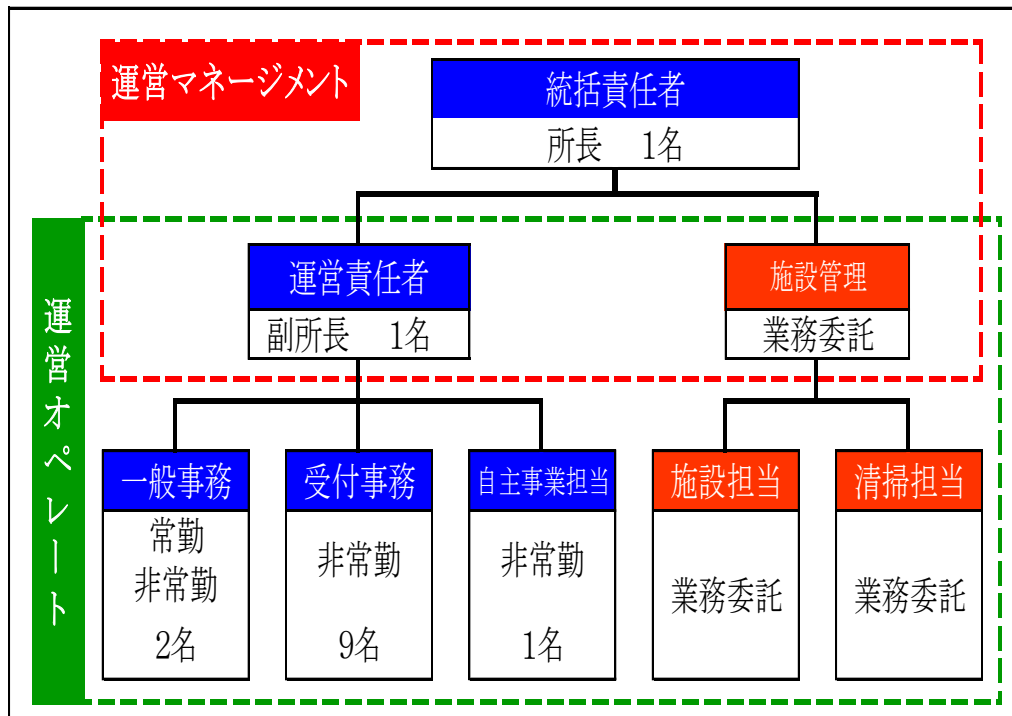 運営マネージメント
統括責任者
所長　1名
運営オペレート
運営責任者
副所長　1名
施設管理
業務委託
一般事務
常勤
非常勤
2名
受付事務
非常勤
9名
自主事業担当
非常勤
1名
施設担当
業務委託
清掃担当
業務委託